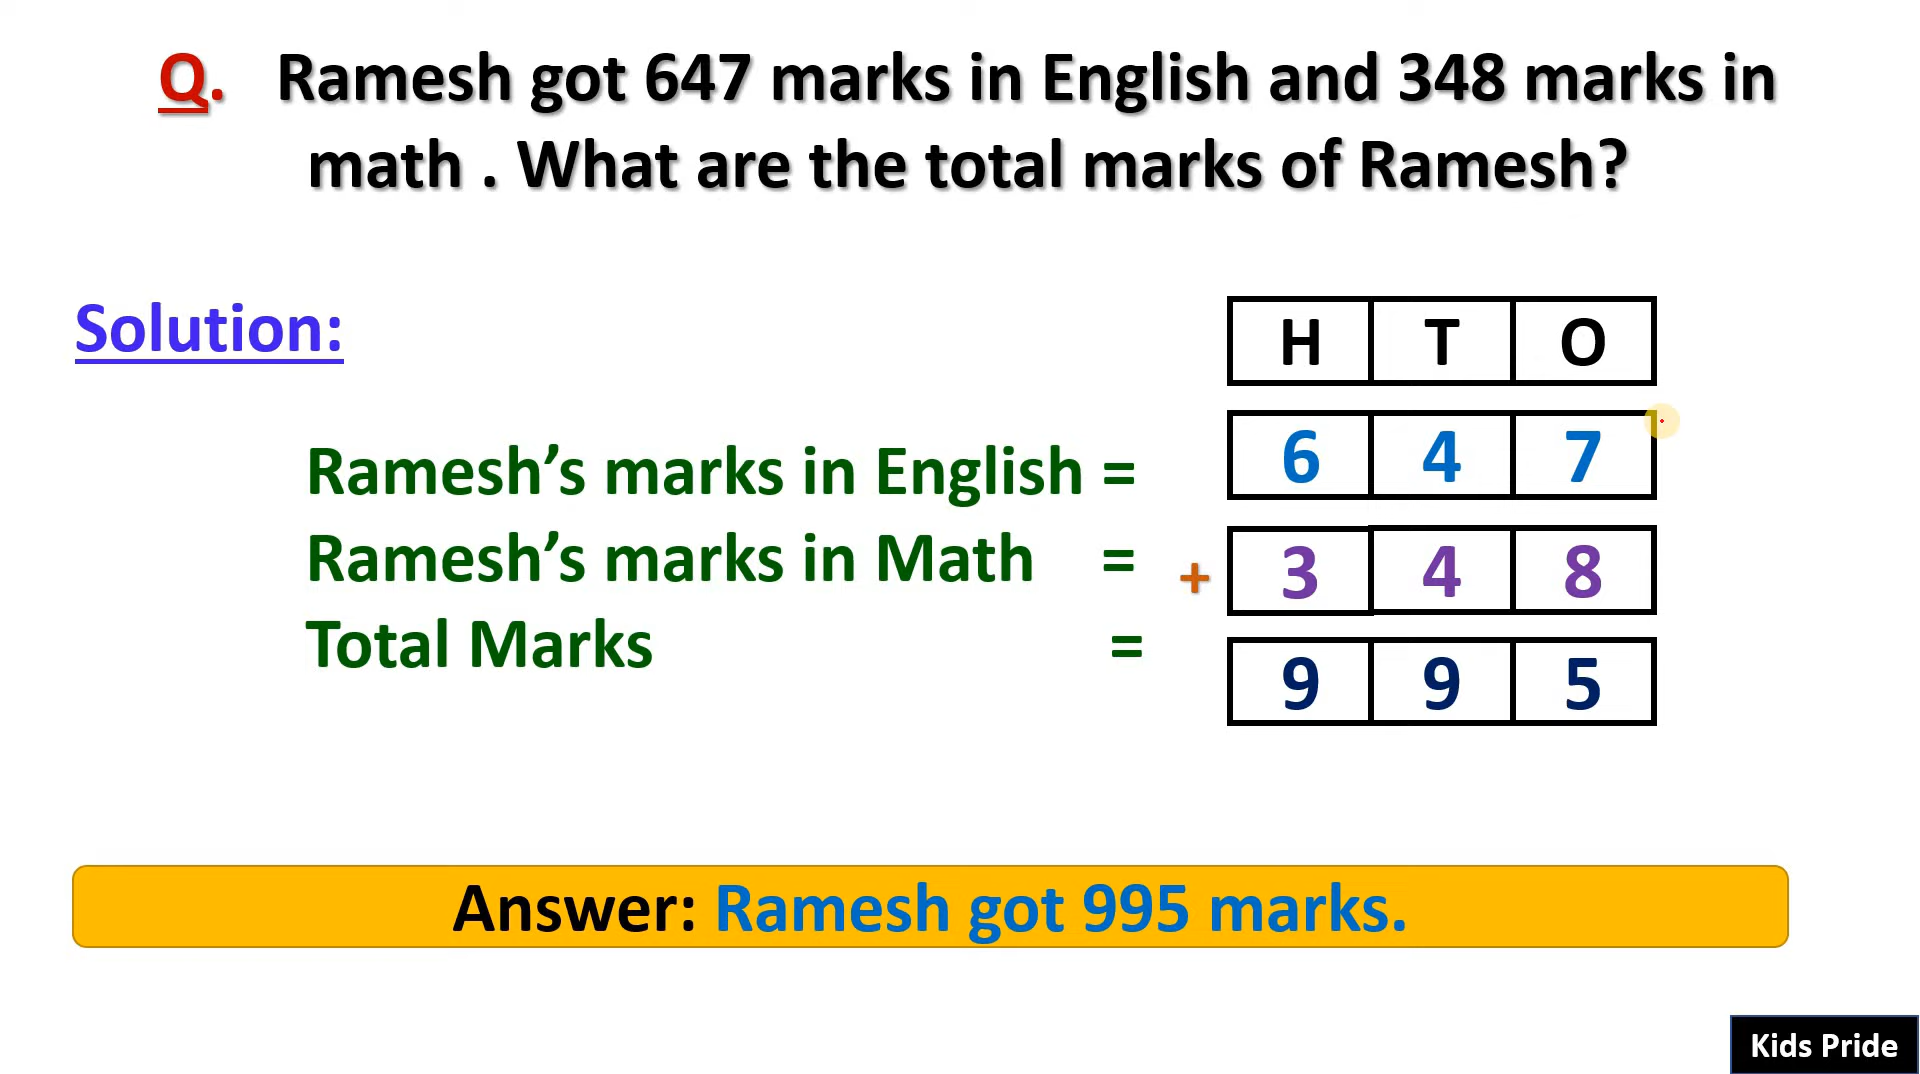 Q. Ramesh got 647 marks in English and 348 marks in
math . What are the total marks of Ramesh?
Solution:
H T O
Ramesh’s marks in English = 6 4 7
Ramesh’s marks in Math = + 3 4 8
Total Marks = 9 9 5
Answer: Ramesh got 995 marks.
Kids Pride